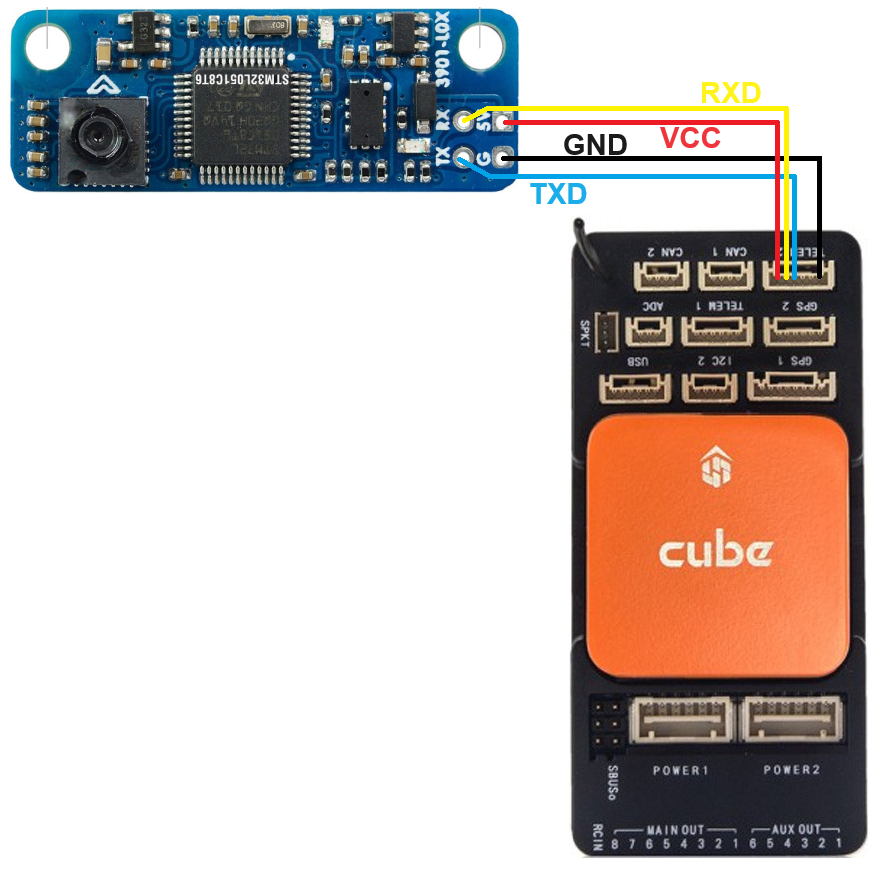 3901-L0X
STM32L051C8T6
RX
5V
TX
G
RXD
VCC
GND
TXD
CAN 2
CAN 1
ADC
TELEM 1
GPS 2
SPKT
USB
I2C 2
GPS 1
cube
POWER1
POWER2
SBUSo
RCIN
MAIN OUT
AUX OUT
8 7 6 5 4 3 2 1
6 5 4 3 2 1